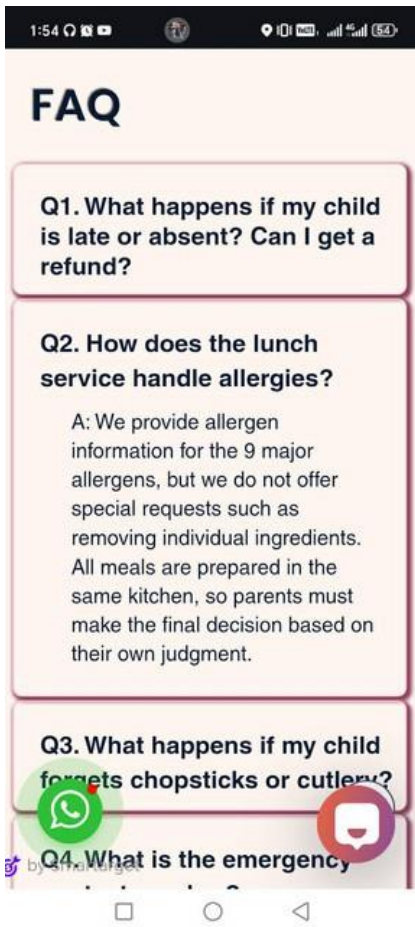 1:54
54
FAQ
Q1. What happens if my child
is late or absent? Can I get a
refund?
Q2. How does the lunch
service handle allergies?
A: We provide allergen
information for the 9 major
allergens, but we do not offer
special requests such as
removing individual ingredients.
All meals are prepared in the
same kitchen, so parents must
make the final decision based on
their own judgment.
Q3. What happens if my child
forgets chopsticks or cutlery?
Q4. What is the emergency
by